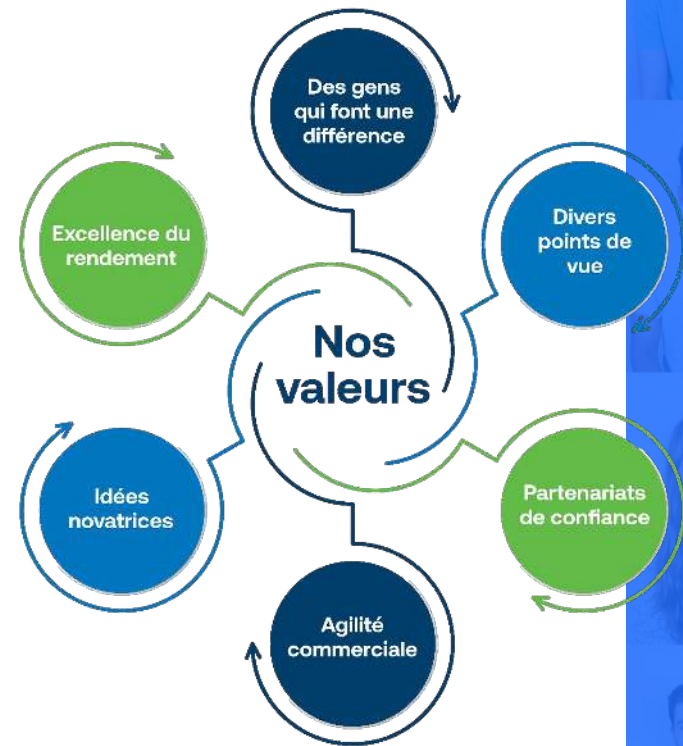 Des gens
qui font une
différence
Divers
points de
vue
Partenariats
de confiance
Agilité
commerciale
Idées
novatrices
Excellence du
rendement
Nos
valeurs